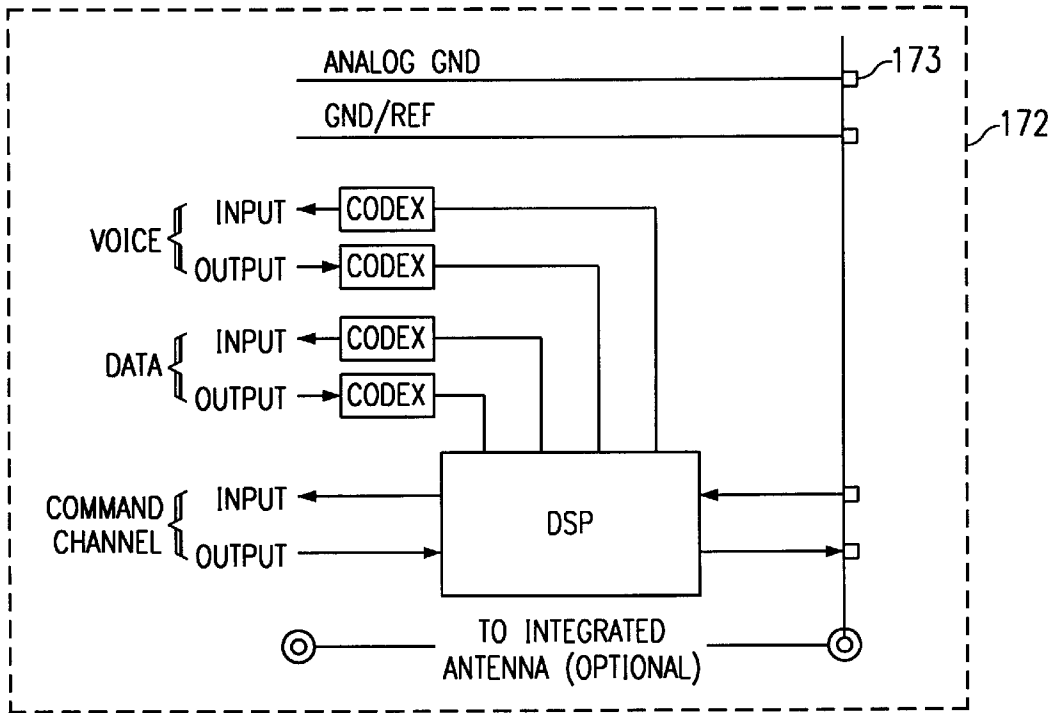 ANALOG GND
173
GND/REF
172
VOICE
INPUT
CODEX
OUTPUT
CODEX
DATA
INPUT
CODEX
OUTPUT
CODEX
COMMAND
CHANNEL
INPUT
OUTPUT
DSP
TO INTEGRATED
ANTENNA (OPTIONAL)